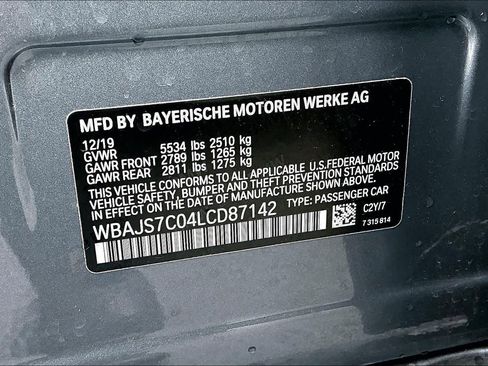 MFD BY BAYERISCHE MOTOREN WERKE AG
12/19 5534 lbs 2510 kg
GVWR
GAWR FRONT 2789 lbs 1265 kg
GAWR REAR 2811 lbs 1275 kg
THIS VEHICLE CONFORMS TO ALL APPLICABLE U.S.FEDERAL MOTOR
VEHICLE SAFETY, BUMPER AND THEFT PREVENTION STANDARDS IN
EFFECT ON THE DATE OF MANUFACTURE SHOWN ABOVE.
WBAJS7C04LCD87142 TYPE: PASSENGER CAR
C2Y/7
7 315 814